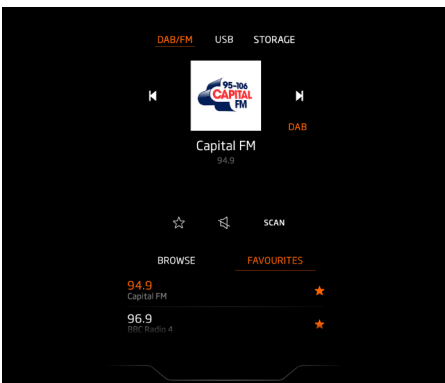 DAB/FM USB STORAGE
95-106
CAPITAL
FM
DAB
Capital FM
94.9
SCAN
BROWSE FAVOURITES
94.9
Capital FM
96.9
BBC Radio 4